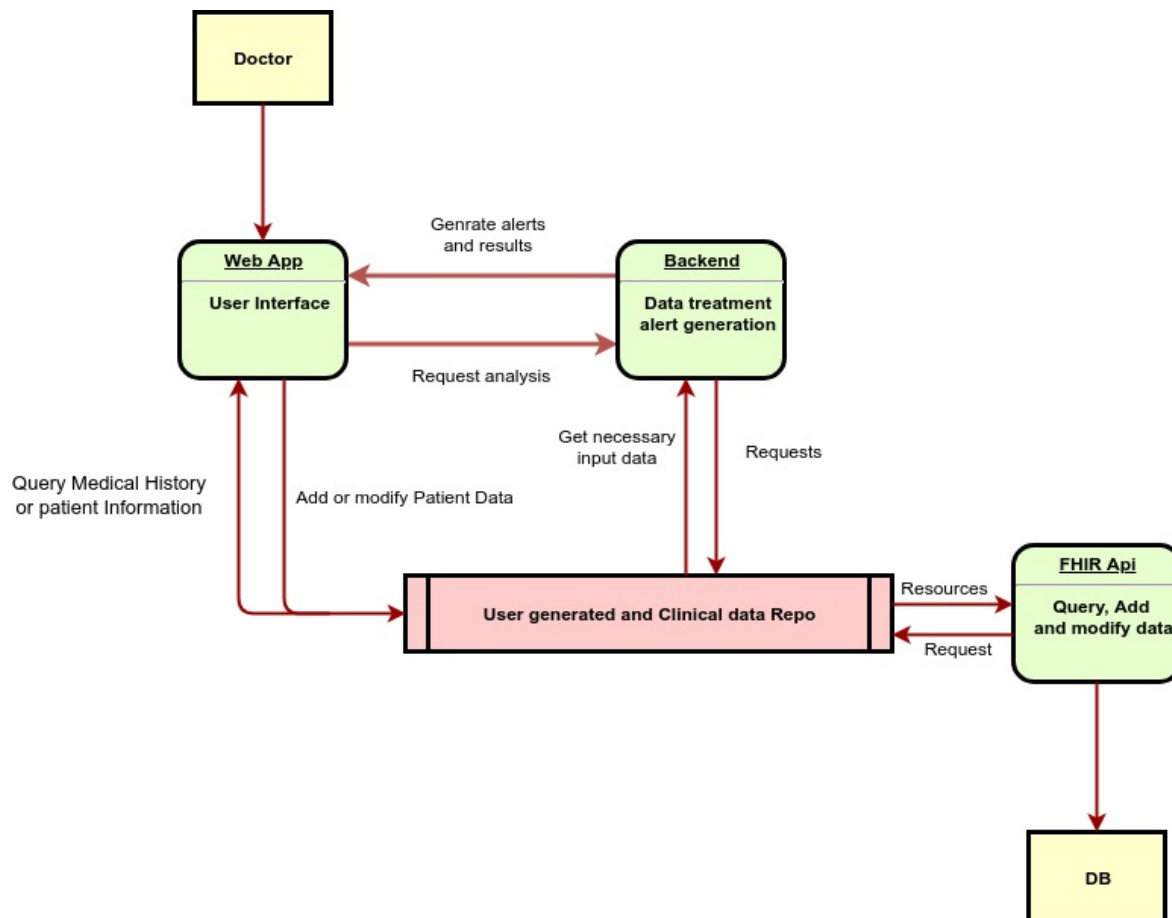 Doctor
Genrate alerts
and results
Web App
User Interface
Backend
Data treatment
alert generation
Request analysis
Get necessary
input data
Requests
Query Medical History
or patient Information
Add or modify Patient Data
User generated and Clinical data Repo
Resources
Request
FHIR Api
Query, Add
and modify data
DB